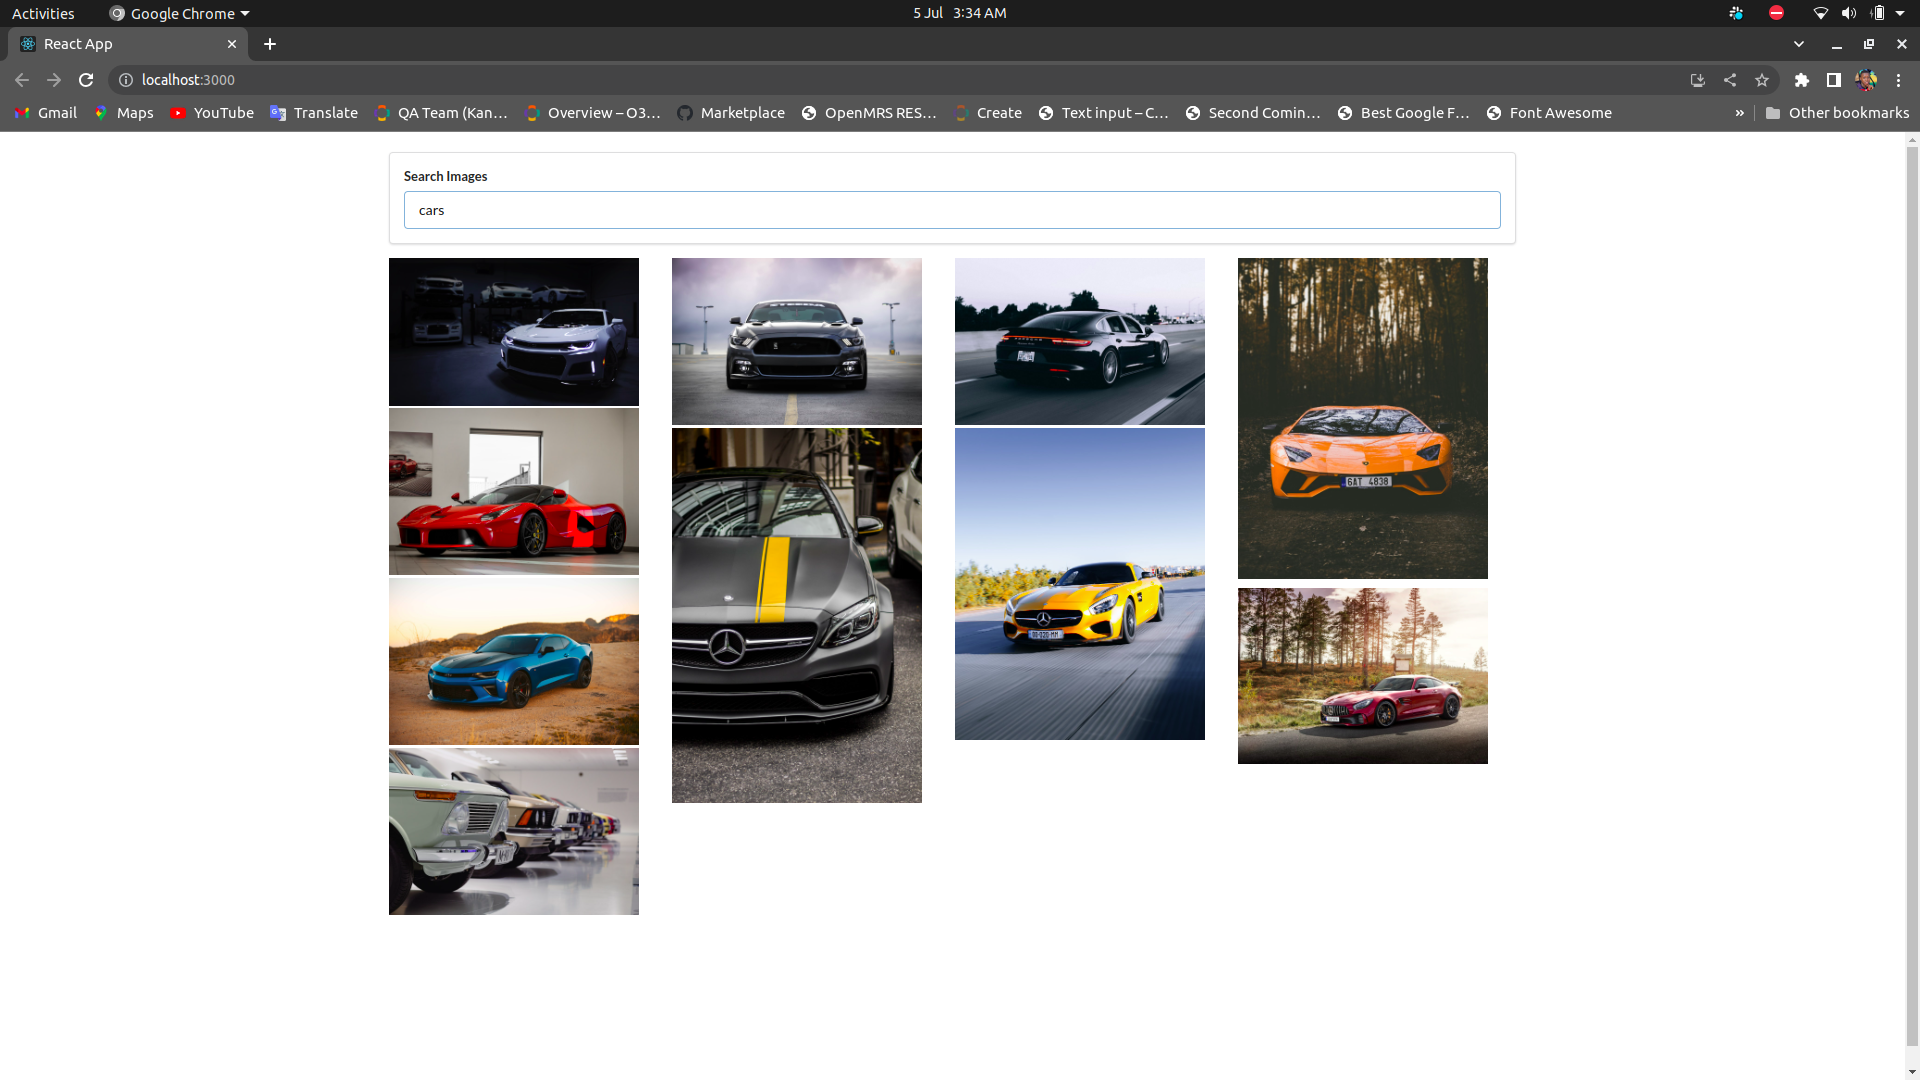 Activities Google Chrome 5 Jul 3:34 AM
React App
localhost:3000
Gmail Maps YouTube Translate QA Team (Kan... Overview – O3... Marketplace OpenMRS RES... Create Text input – C... Second Comin... Best Google F... Font Awesome » Other bookmarks
Search Images
cars
6AT 4838